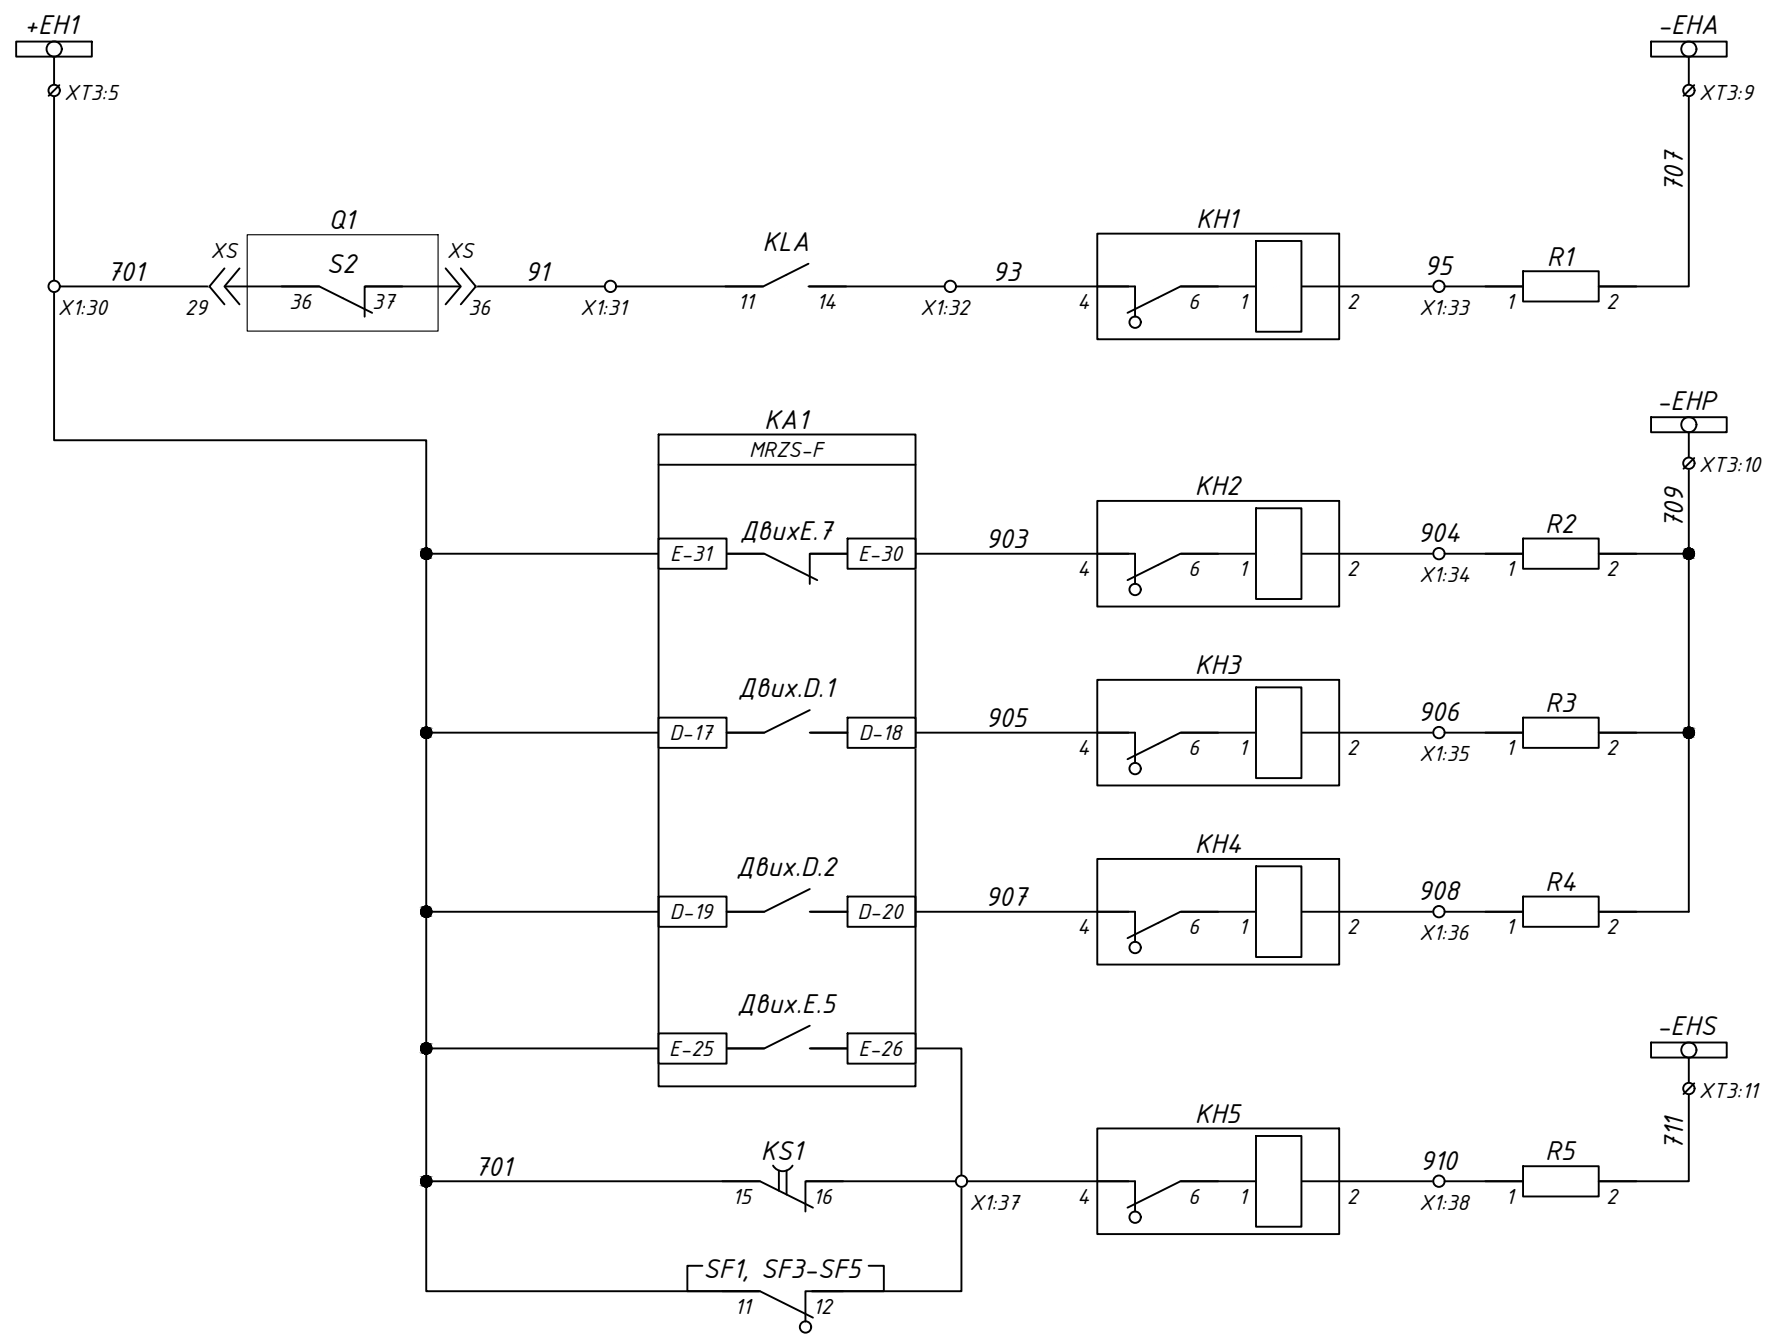 +EH1
-EHA
XT3:5
XT3:9
707
Q1
KH1
XS
S2
XS
KLA
701
91
93
95
R1
X1:30
29
36
37
36
X1:31
11
14
X1:32
4
6
1
2
X1:33
1
2
-EHP
KA1
MRZS-F
XT3:10
709
KH2
ДвихE.7
903
904
R2
E-31
E-30
4
6
1
2
X1:34
1
2
KH3
Двих.D.1
905
906
R3
D-17
D-18
4
6
1
2
X1:35
1
2
KH4
Двих.D.2
907
908
R4
D-19
D-20
4
6
1
2
X1:36
1
2
Двих.E.5
E-25
E-26
-EHS
XT3:11
711
KH5
701
KS1
910
R5
15
16
X1:37
4
6
1
2
X1:38
1
2
SF1, SF3-SF5
11
12